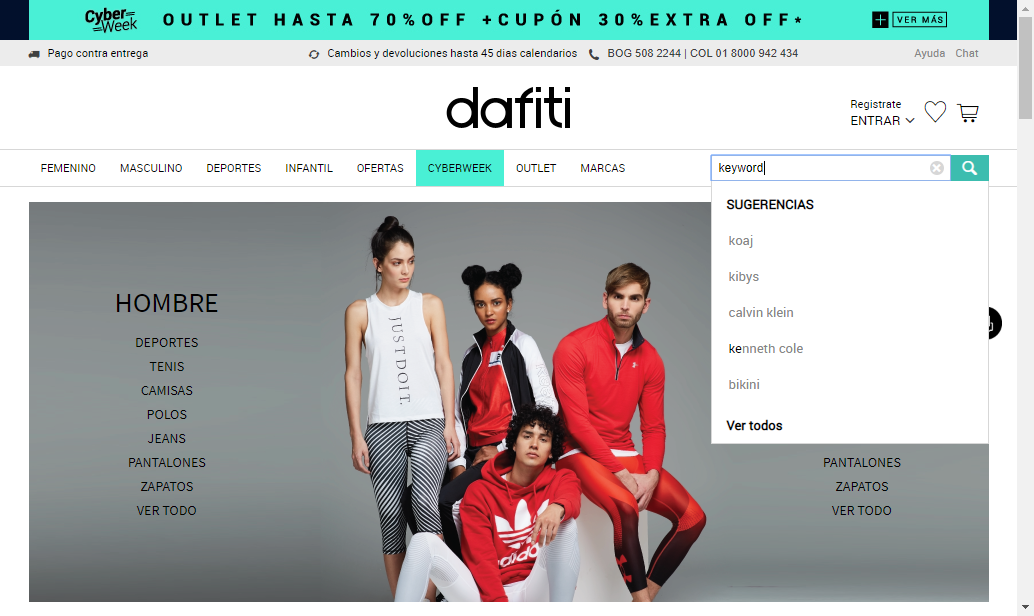 Cyber Week OUTLET HASTA 70%OFF +CUPÓN 30%EXTRA OFF* + VER MÁS
Pago contra entrega Cambios y devoluciones hasta 45 dias calendarios BOG 508 2244 | COL 01 8000 942 434 Ayuda Chat
dafiti
Registrate
ENTRAR
FEMENINO MASCULINO DEPORTES INFANTIL OFERTAS CYBERWEEK OUTLET MARCAS keyword
SUGERENCIAS
koaj
kibys
calvin klein
kenneth cole
bikini
Ver todos
HOMBRE
DEPORTES
TENIS
CAMISAS
POLOS
JEANS
PANTALONES
ZAPATOS
VER TODO
JUST DO IT.
adidas
PANTALONES
ZAPATOS
VER TODO